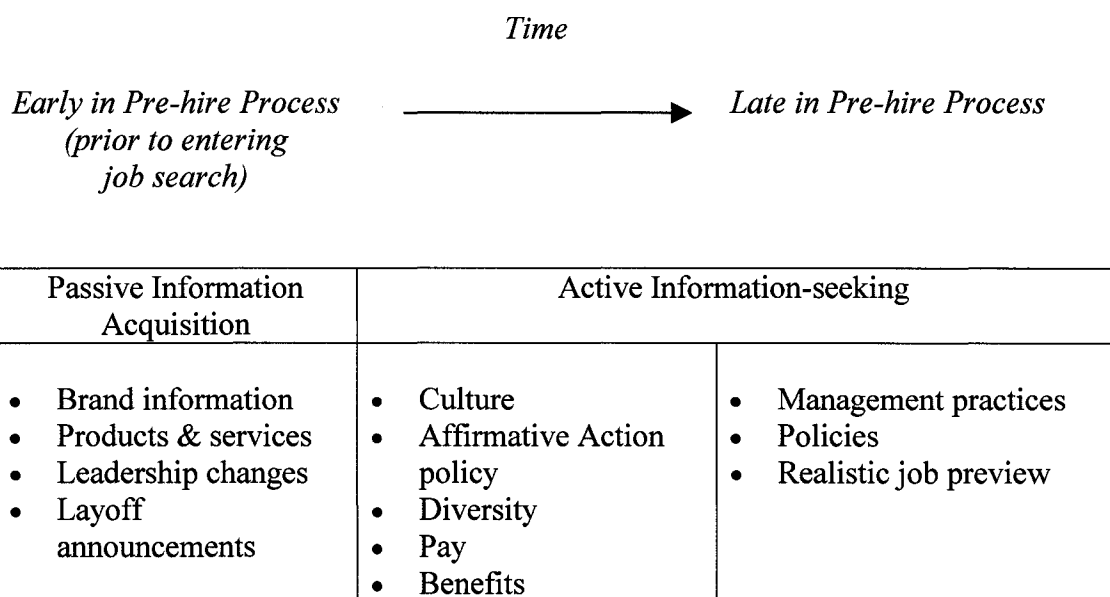 Time
Early in Pre-hire Process
(prior to entering
job search)
Late in Pre-hire Process
Passive Information
Acquisition
Active Information-seeking
• Brand information
• Products & services
• Leadership changes
• Layoff
announcements
• Culture
• Affirmative Action
policy
• Diversity
• Pay
• Benefits
• Management practices
• Policies
• Realistic job preview